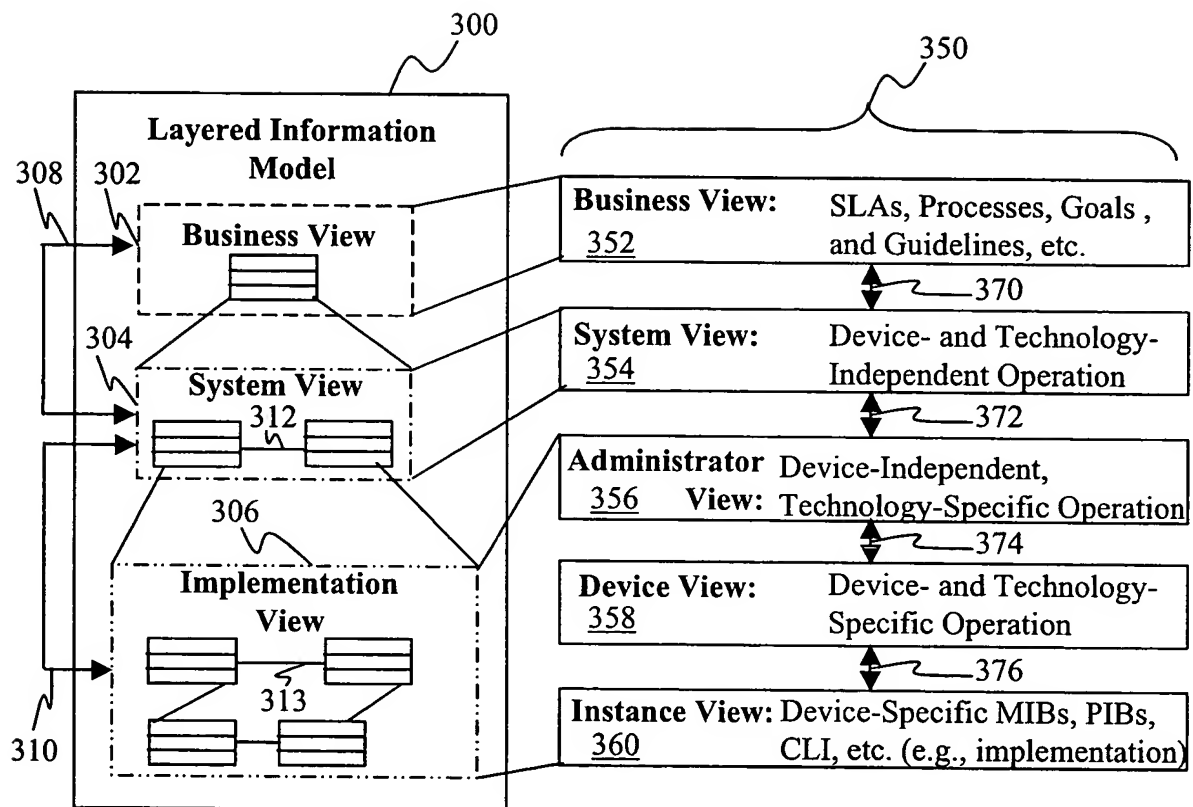 300
350
Layered Information
Model
308
302
Business View
304
System View
312
306
Implementation
View
313
310
Business View: SLAs, Processes, Goals ,
352 and Guidelines, etc.
370
System View: Device- and Technology-
354 Independent Operation
372
Administrator Device-Independent,
356 View: Technology-Specific Operation
374
Device View: Device- and Technology-
358 Specific Operation
376
Instance View: Device-Specific MIBs, PIBs,
360 CLI, etc. (e.g., implementation)